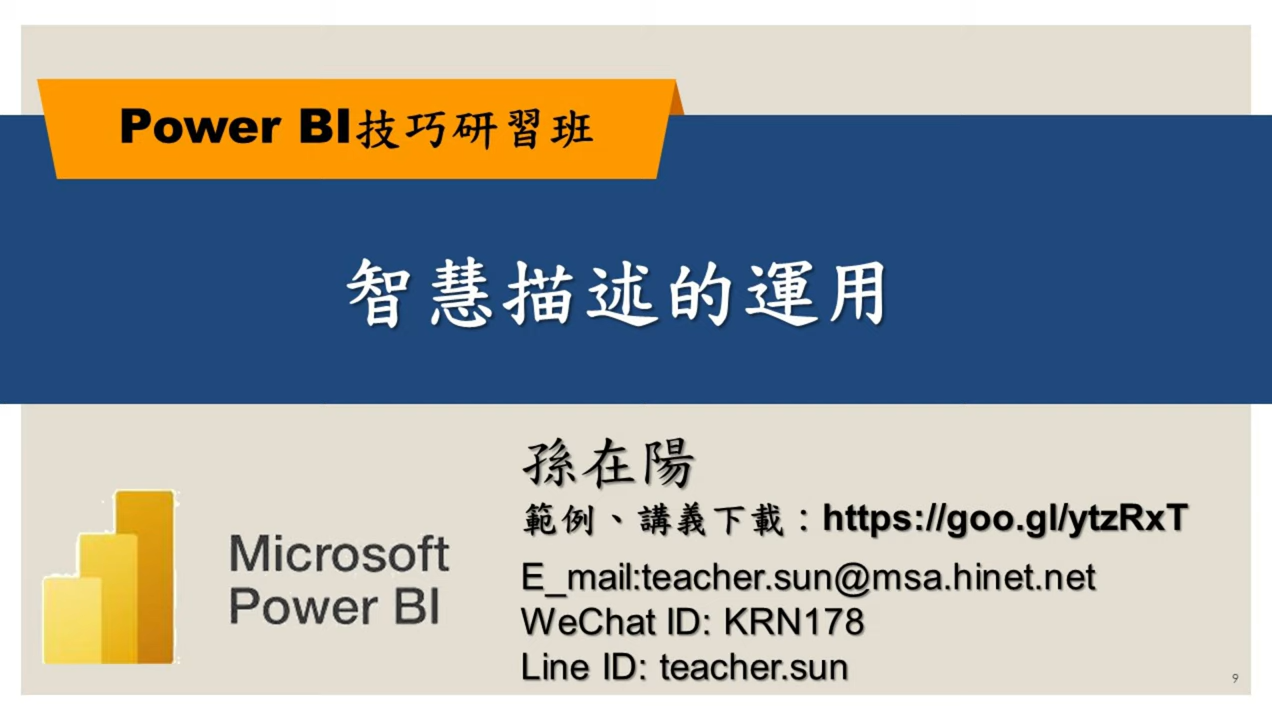 Power BI技巧研習班
智慧描述的運用
孫在陽
範例、講義下載：https://goo.gl/ytzRxT
E_mail:teacher.sun@msa.hinet.net
WeChat ID: KRN178
Line ID: teacher.sun
Microsoft
Power BI
9